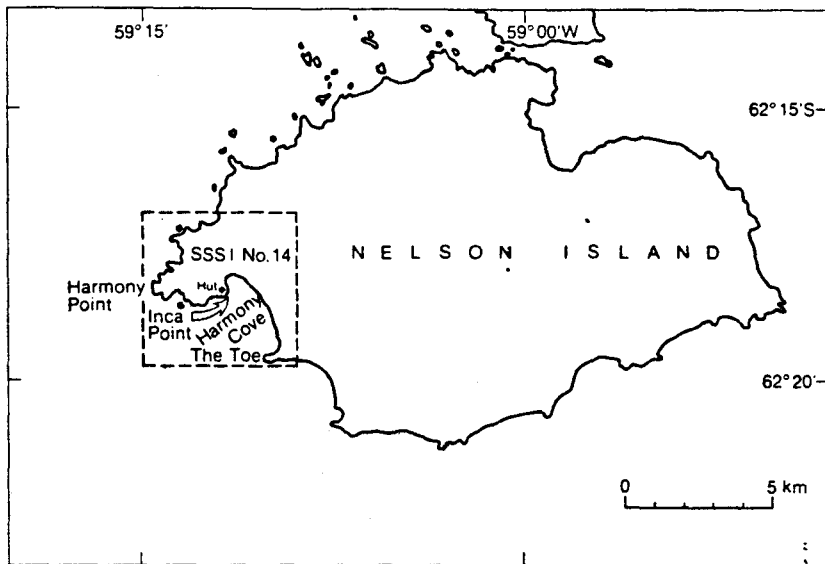 59°15'
59°00'W
62°15'S
NELSON ISLAND
SSSI No.14
Harmony
Point
Hut
Inca
Point
Harmony
Cove
The Toe
62°20'
0 5 km